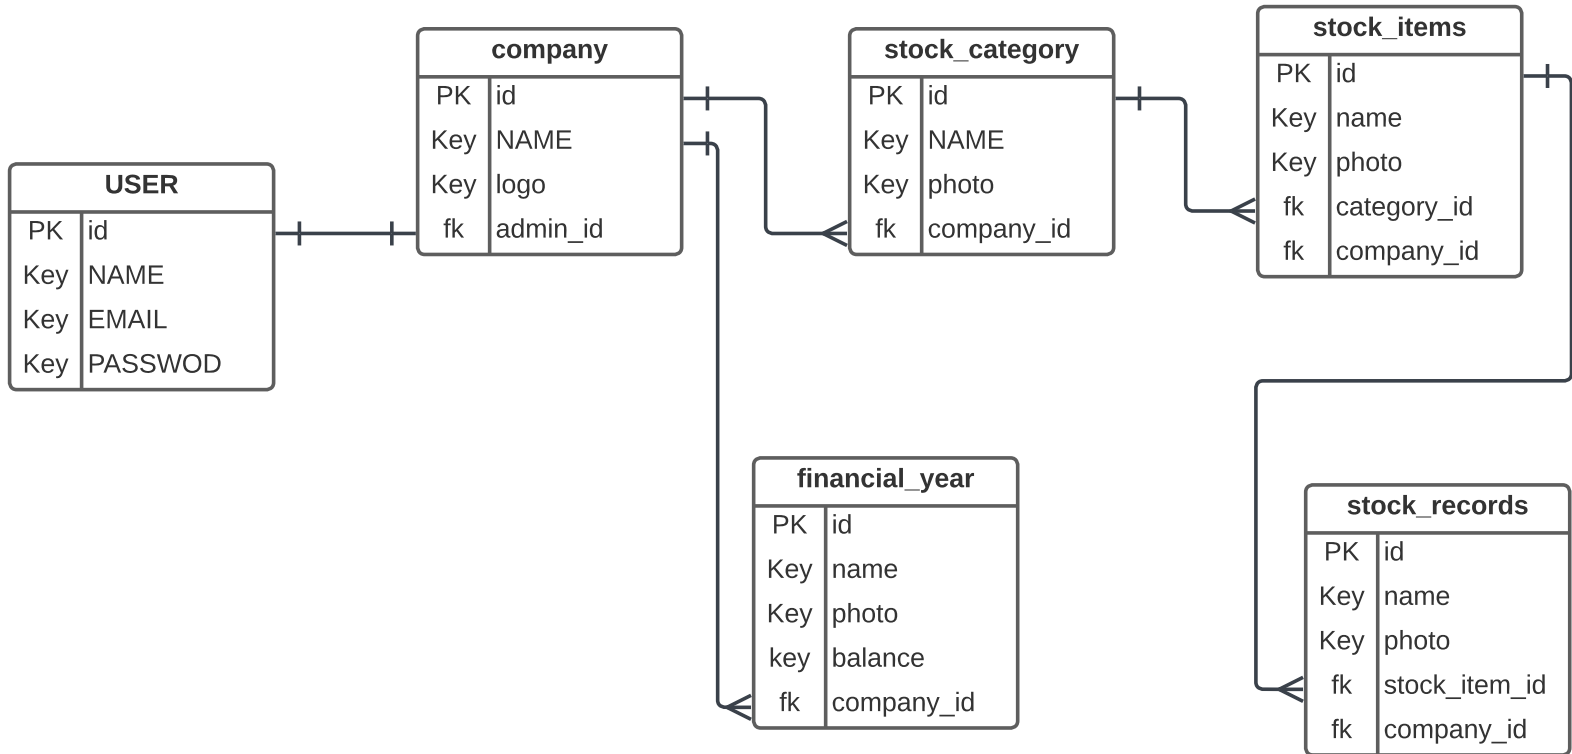 USER
PK id
Key NAME
Key EMAIL
Key PASSWOD
company
PK id
Key NAME
Key logo
fk admin_id
stock_category
PK id
Key NAME
Key photo
fk company_id
stock_items
PK id
Key name
Key photo
fk category_id
fk company_id
financial_year
PK id
Key name
Key photo
key balance
fk company_id
stock_records
PK id
Key name
Key photo
fk stock_item_id
fk company_id